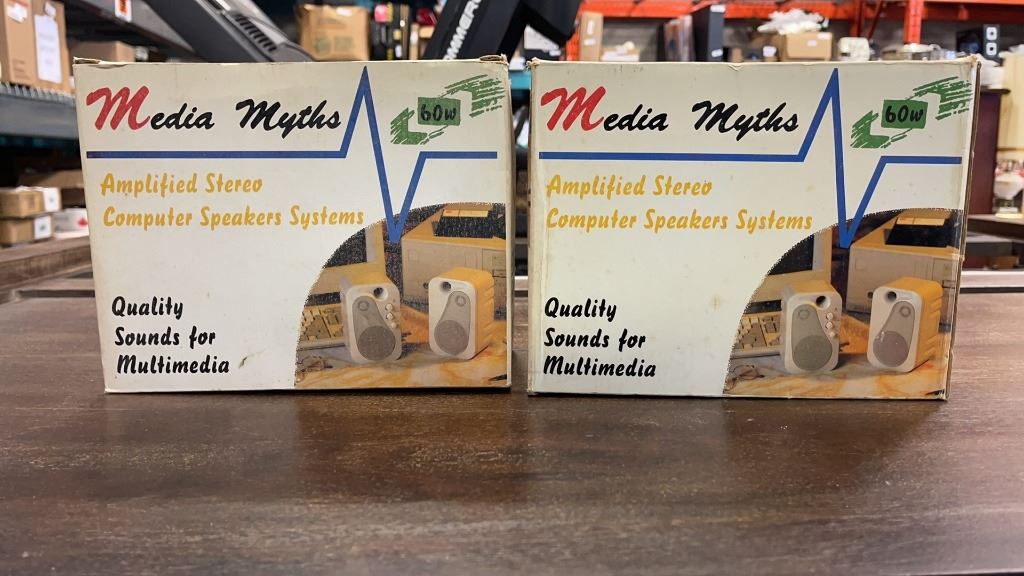 Media Myths
60w
Amplified Stereo
Computer Speakers Systems
Quality
Sounds for
Multimedia
Media Myths
60w
Amplified Stereo
Computer Speakers Systems
Quality
Sounds for
Multimedia